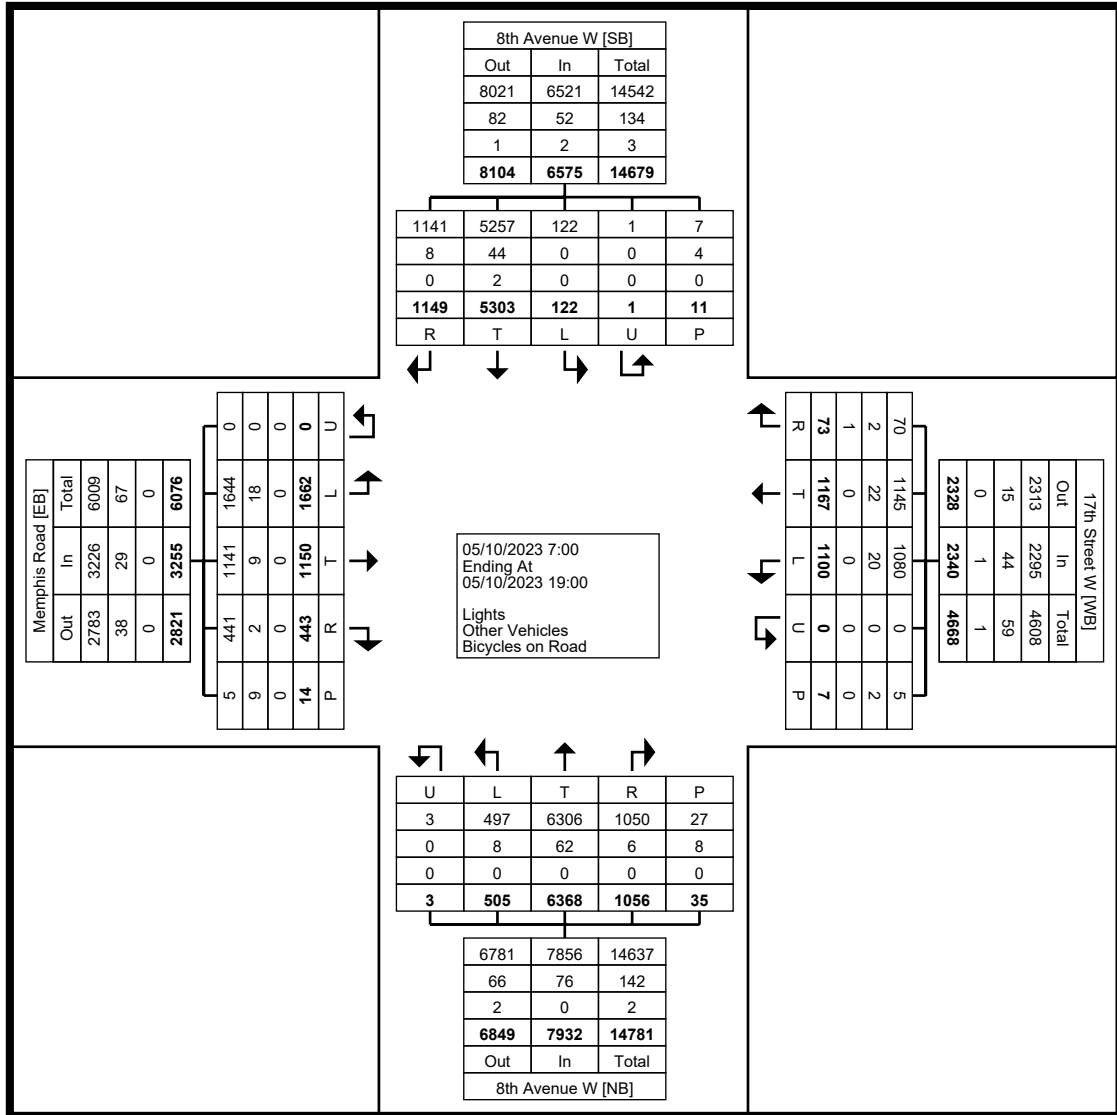 8th Avenue W [SB]
Out In Total
8021 6521 14542
82 52 134
1 2 3
8104 6575 14679
1141 5257 122 1 7
8 44 0 0 4
0 2 0 0 0
1149 5303 122 1 11
R T L U P
Memphis Road [EB]
Total In Out
6009 3226 2783
67 29 38
0 0 0
6076 3255 2821
0 1644 1141 441 5
0 18 9 2 9
0 0 0 0 0
0 1662 1150 443 14
U L T R P
05/10/2023 7:00
Ending At
05/10/2023 19:00
Lights
Other Vehicles
Bicycles on Road
R T L U P
73 1167 1100 0 7
1 0 0 0 0
2 22 20 0 2
70 1145 1080 0 5
17th Street W [WB]
Out In Total
2313 2295 4608
15 44 59
0 1 1
2328 2340 4668
U L T R P
3 497 6306 1050 27
0 8 62 6 8
0 0 0 0 0
3 505 6368 1056 35
6781 7856 14637
66 76 142
2 0 2
6849 7932 14781
Out In Total
8th Avenue W [NB]